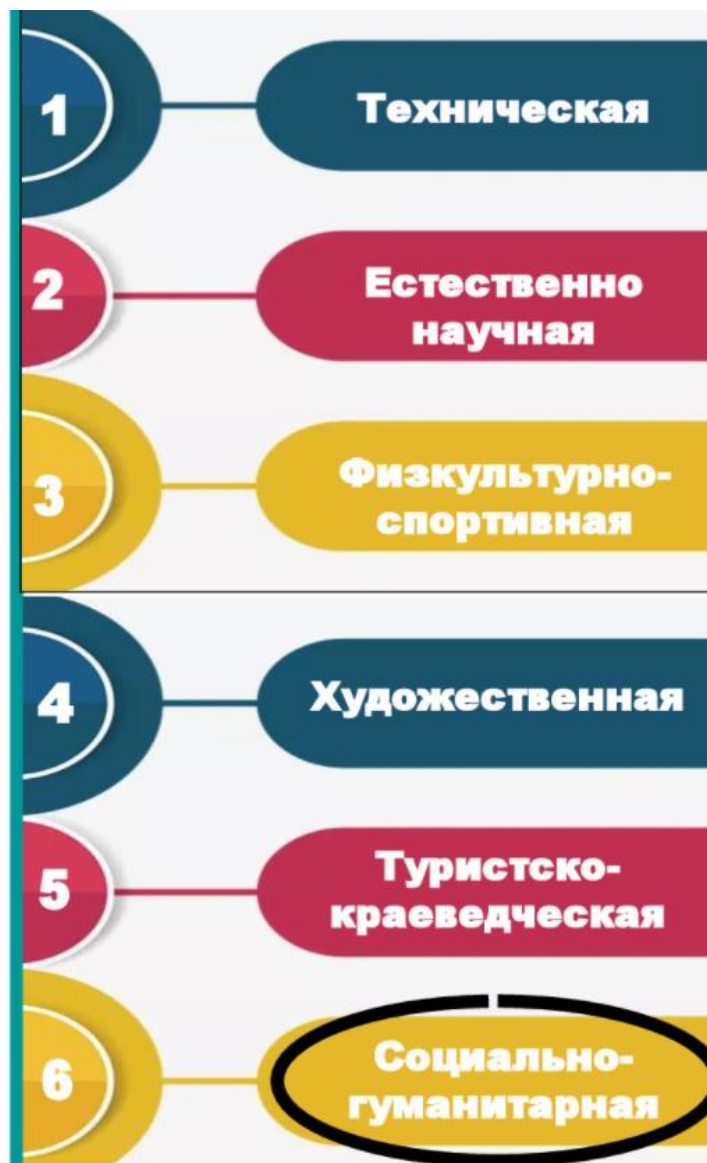 1
Техническая
2
Естественно
научная
3
Физкультурно-
спортивная
4
Художественная
5
Туристско-
краеведческая
6
Социально-
гуманитарная